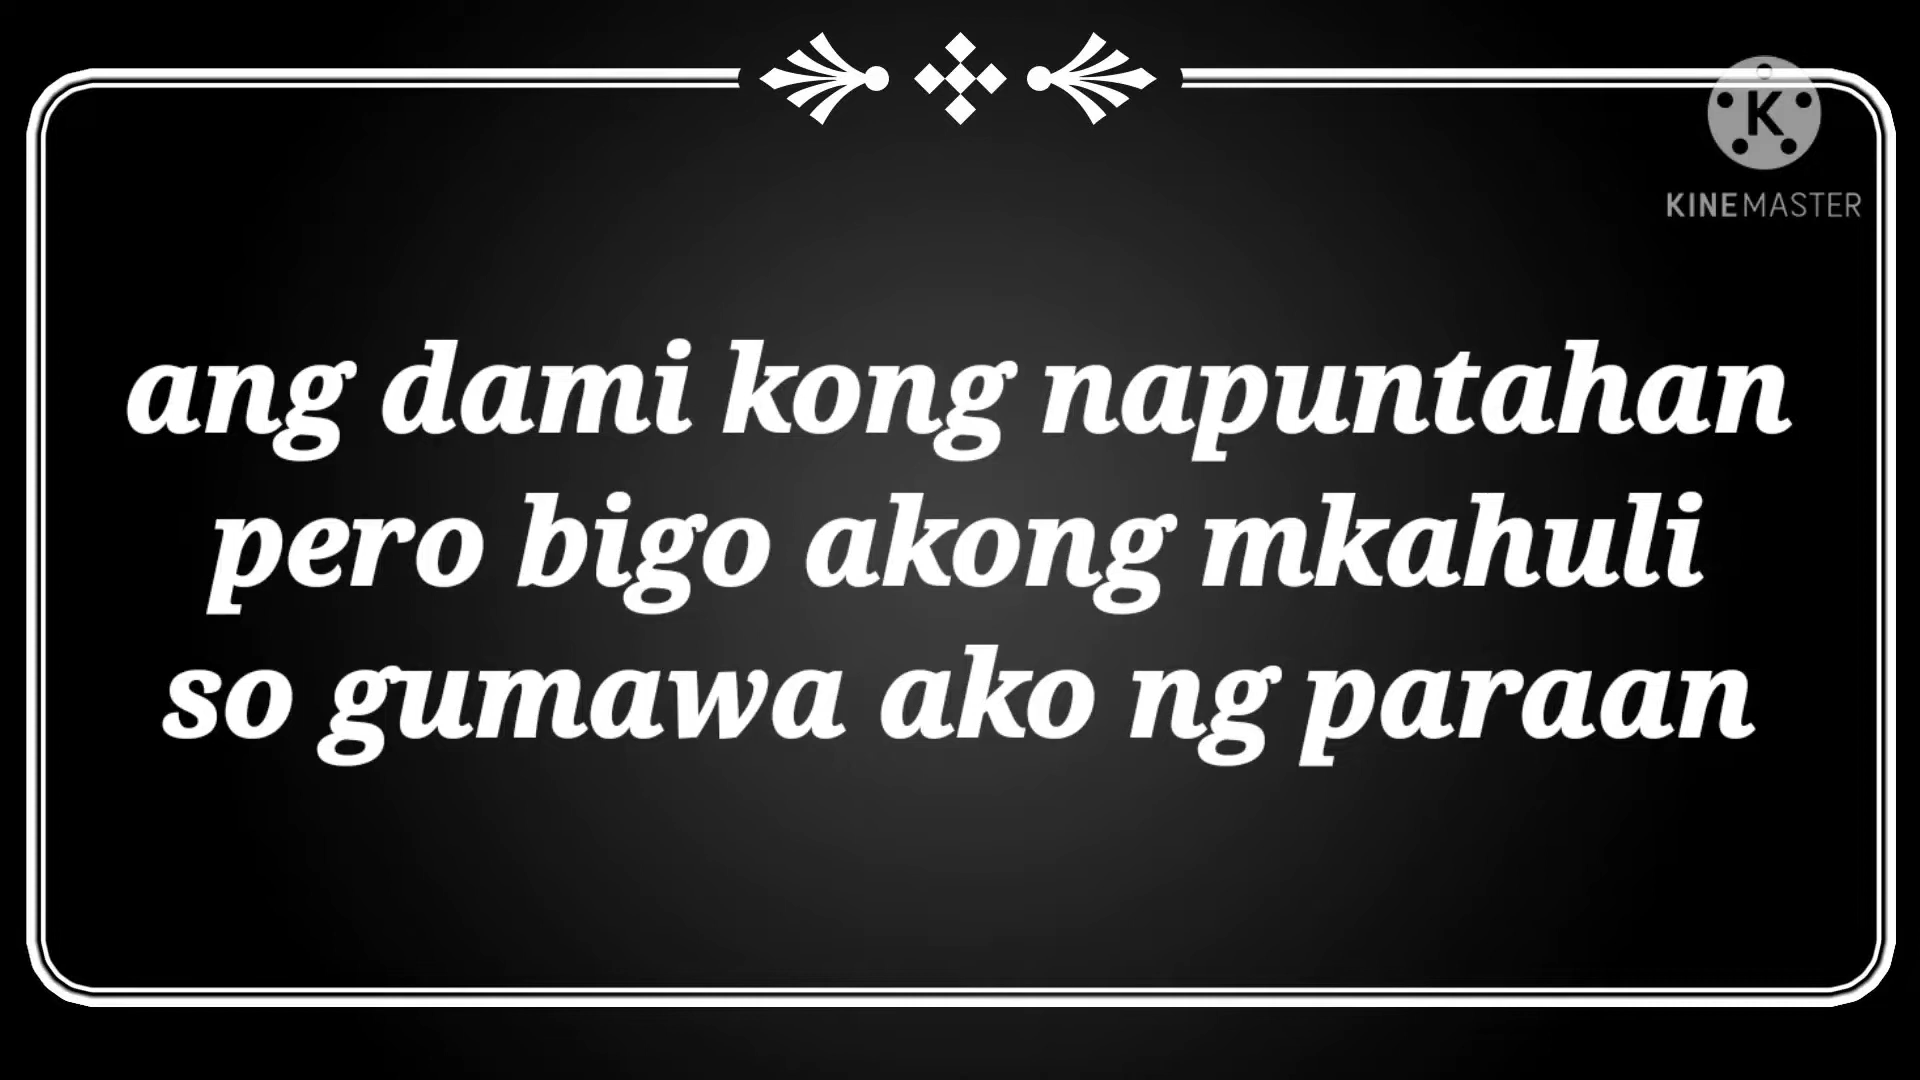 K
KINEMASTER
ang dami kong napuntahan
pero bigo akong mkahuli
so gumawa ako ng paraan